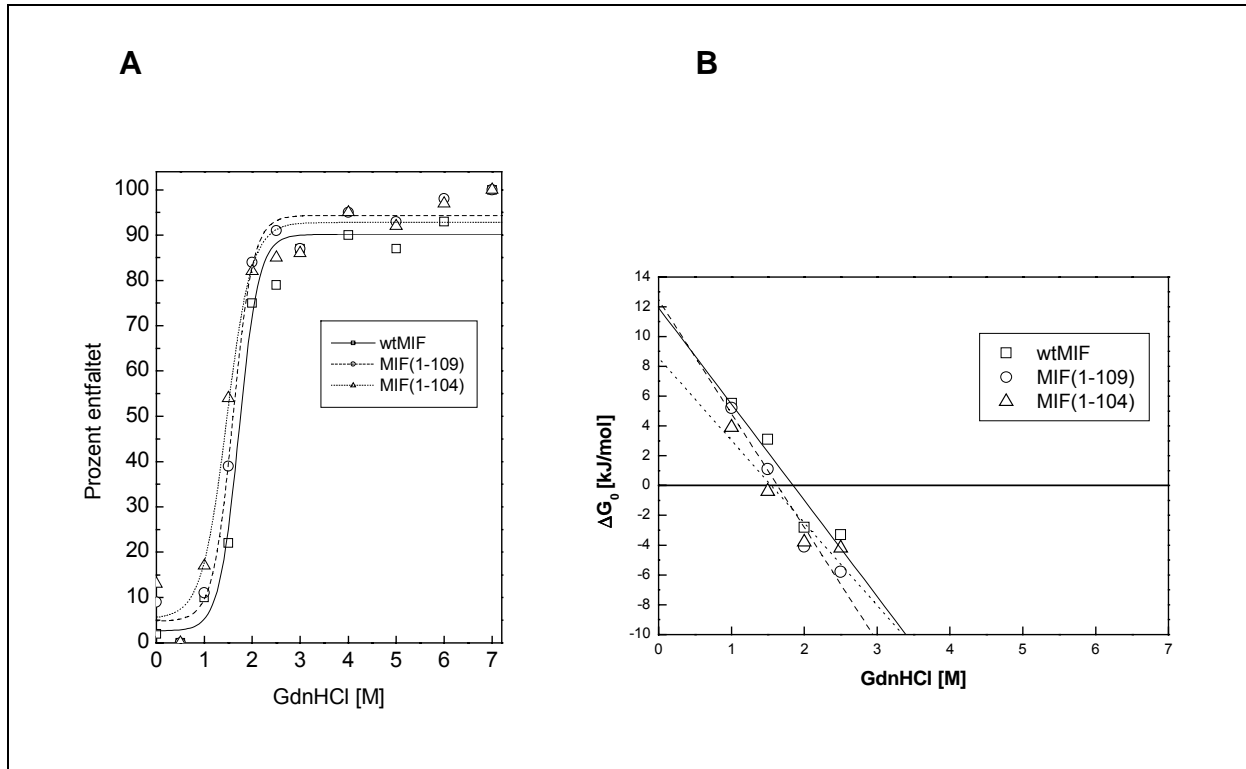 A
B
100
90
80
70
60
50
40
30
20
10
0
Prozent entfaltet
wtMIF
MIF(1-109)
MIF(1-104)
0 1 2 3 4 5 6 7
GdnHCl [M]
14
12
10
8
6
4
2
0
-2
-4
-6
-8
-10
ΔG₀ [kJ/mol]
wtMIF
MIF(1-109)
MIF(1-104)
0 1 2 3 4 5 6 7
GdnHCl [M]